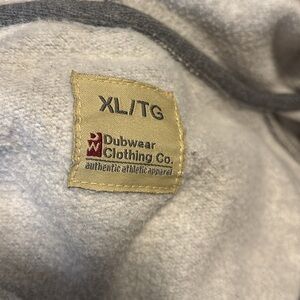 XL/TG
DW
Dubwear
Clothing Co.
authentic athletic apparel